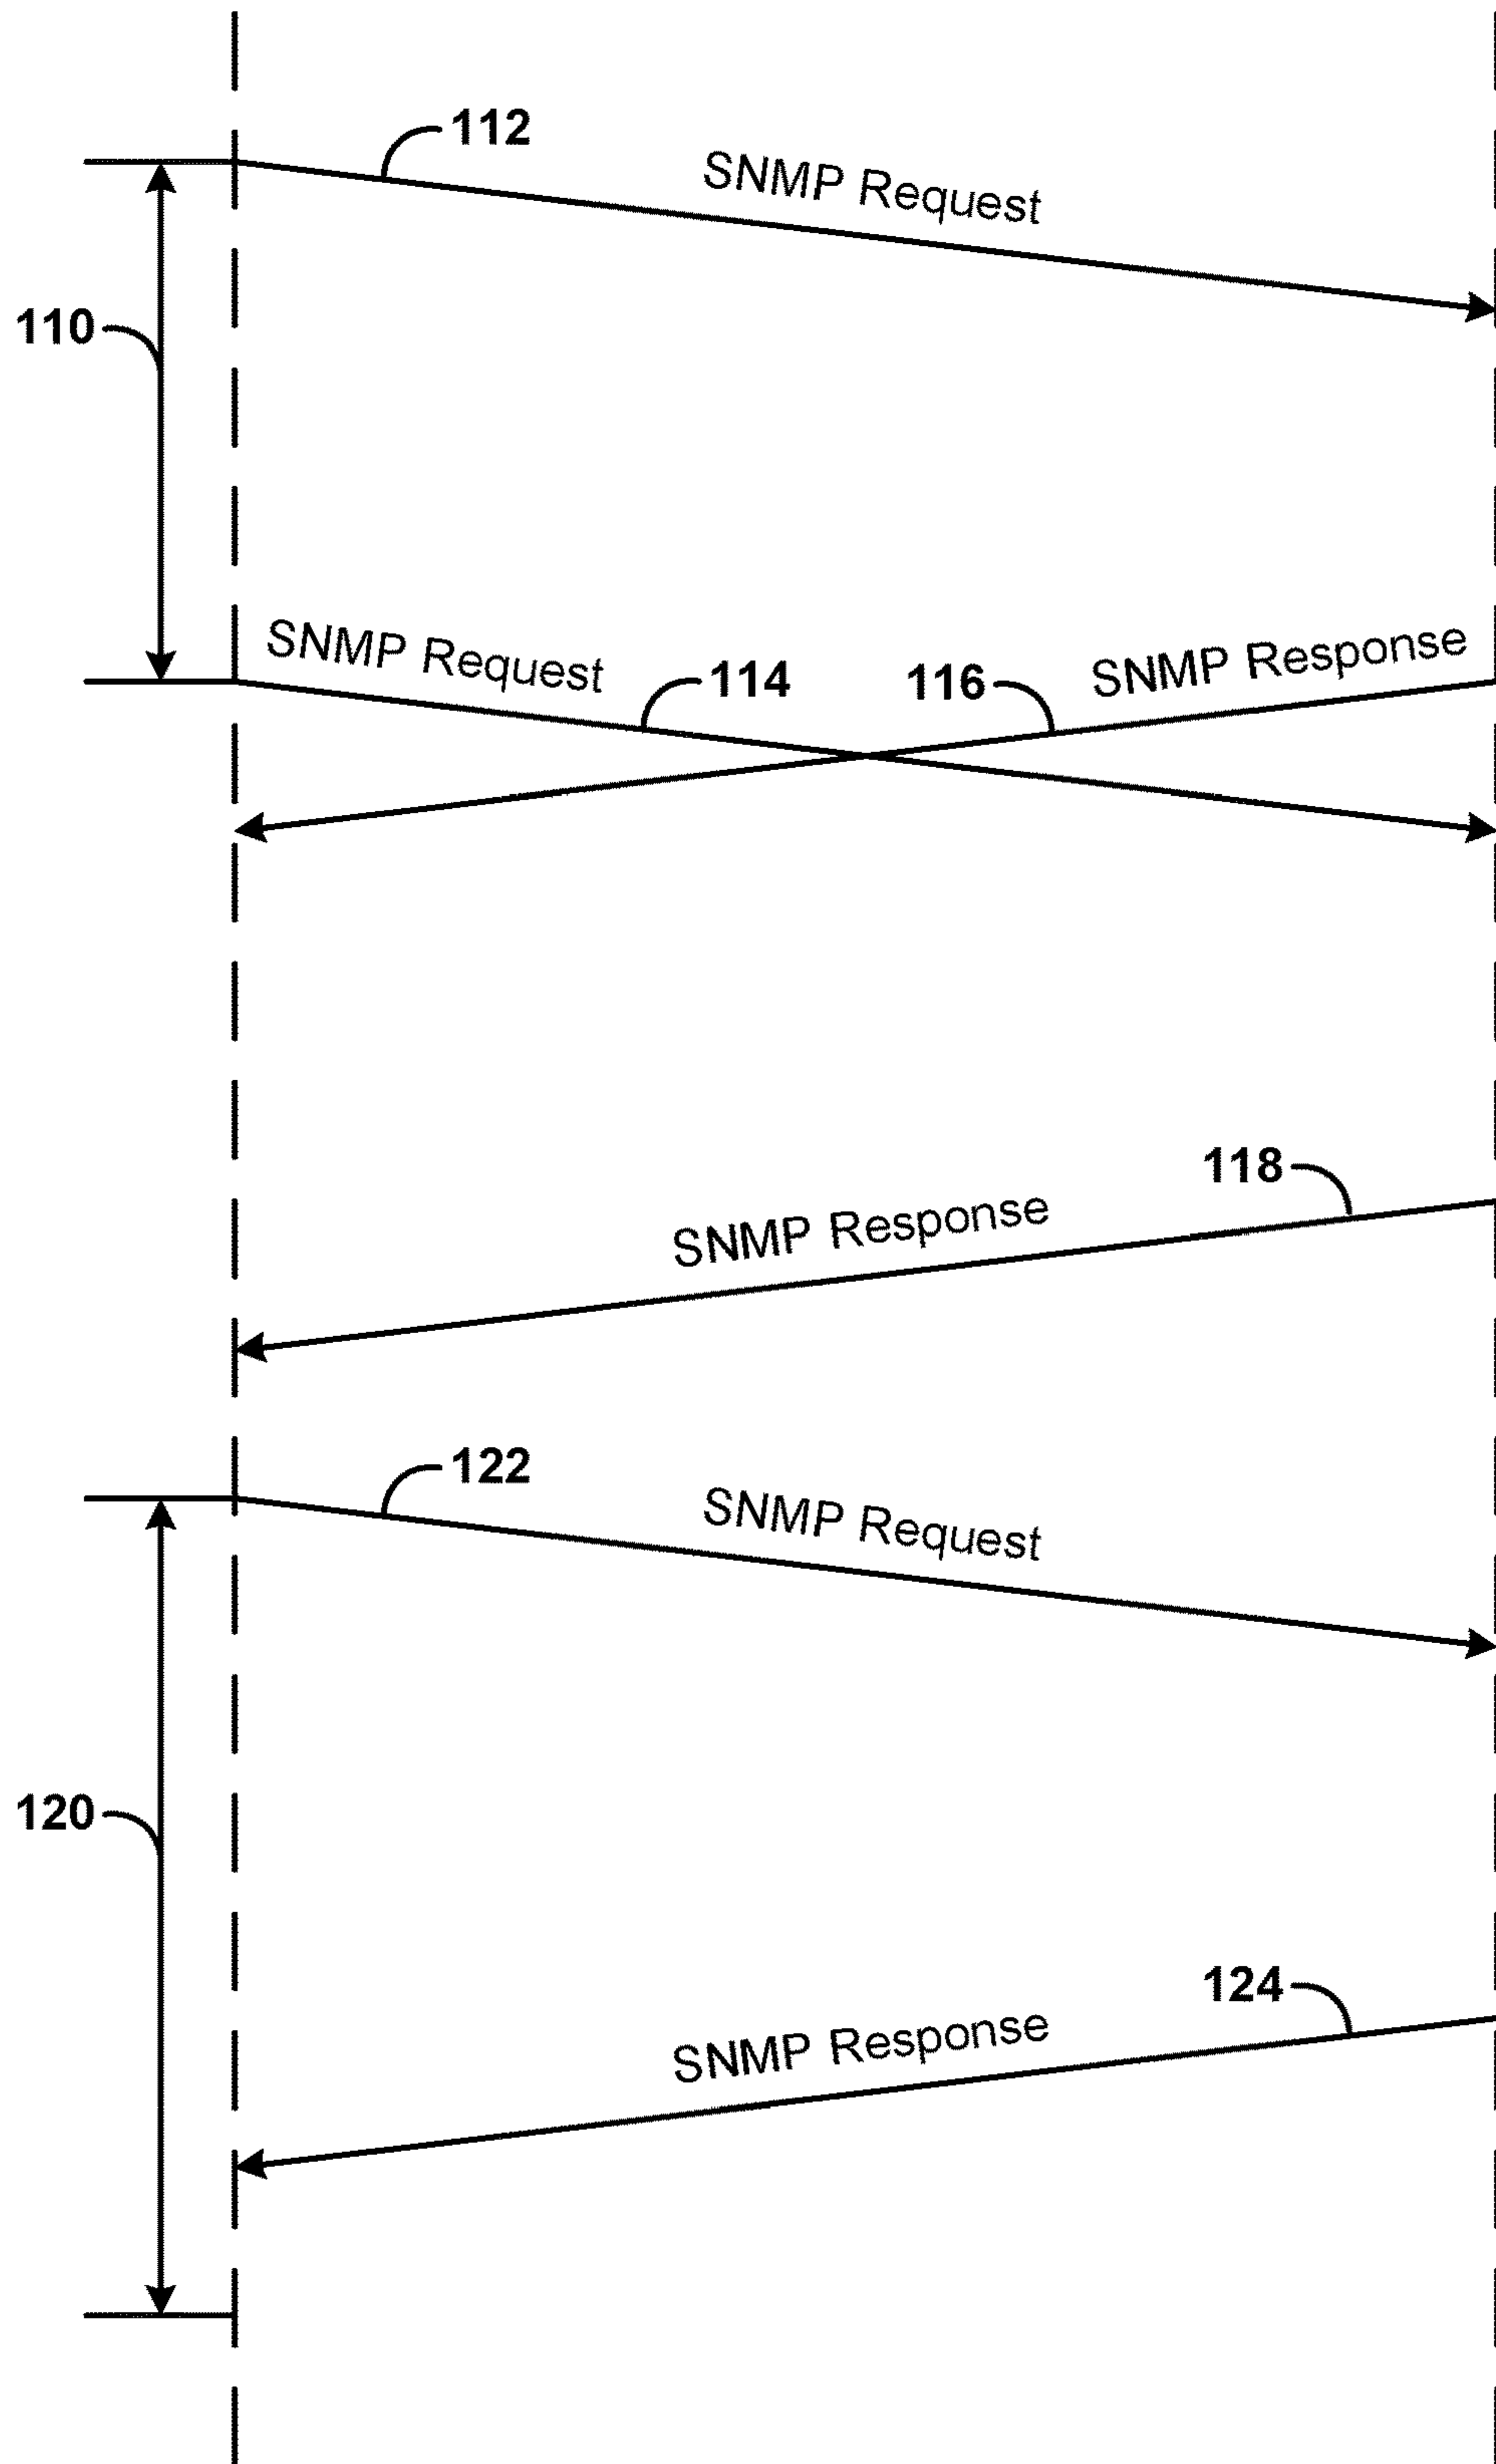 112
SNMP Request
110
SNMP Request
114
116
SNMP Response
118
SNMP Response
122
SNMP Request
120
124
SNMP Response